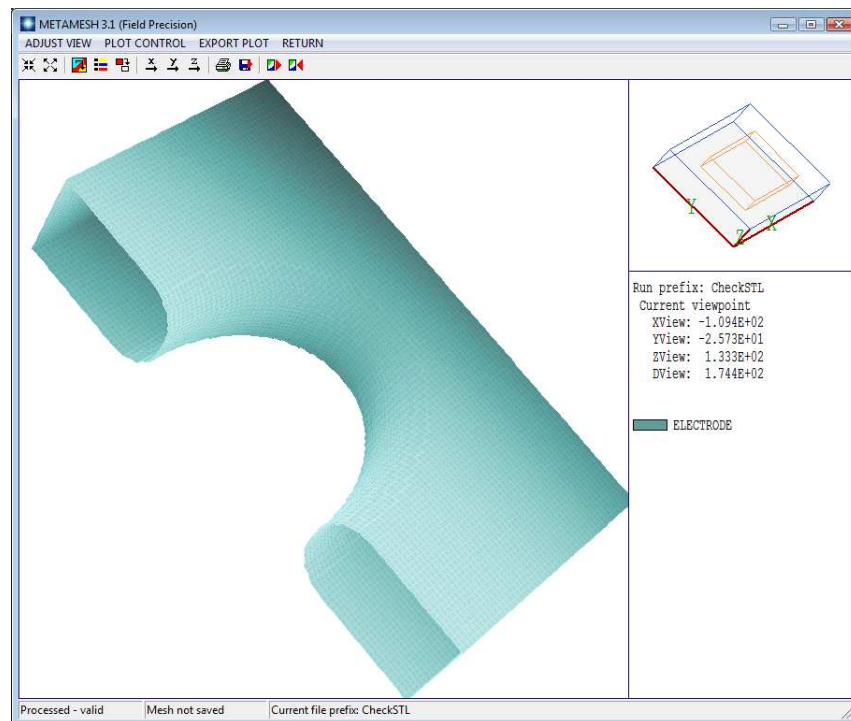 METAMESH 3.1 (Field Precision)
ADJUST VIEW PLOT CONTROL EXPORT PLOT RETURN
X Y Z
Y X
Z
Run prefix: CheckSTL
Current viewpoint
XView: -1.094E+02
YView: -2.573E+01
ZView: 1.333E+02
DView: 1.744E+02
ELECTRODE
Processed - valid Mesh not saved Current file prefix: CheckSTL